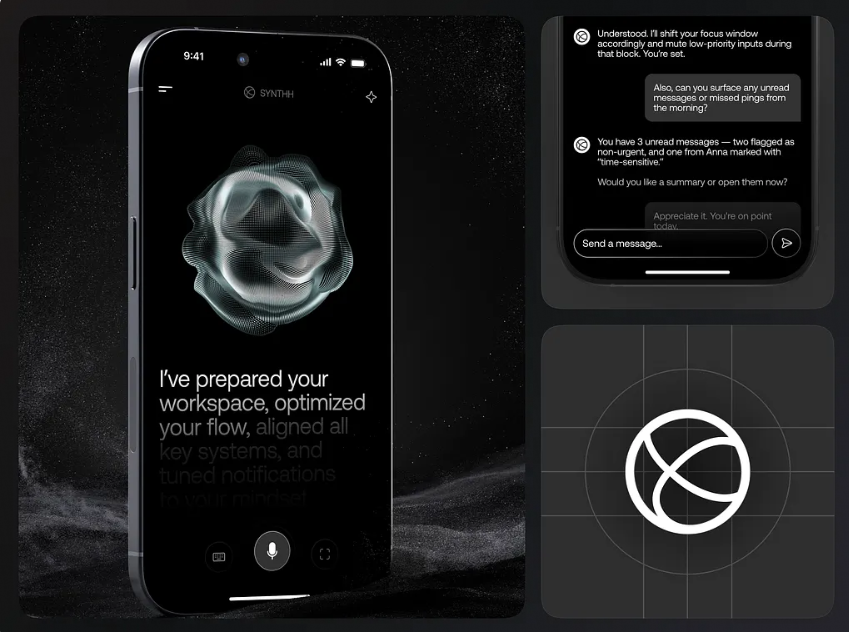 9:41
SYNTHH
I've prepared your
workspace, optimized
your flow, aligned all
key systems, and
tuned notifications
to your mindset
Understood. I'll shift your focus window
accordingly and mute low-priority inputs during
that block. You're set.
Also, can you surface any unread
messages or missed pings from
the morning?
You have 3 unread messages — two flagged as
non-urgent, and one from Anna marked with
"time-sensitive."
Would you like a summary or open them now?
Appreciate it. You're on point
today.
Send a message...